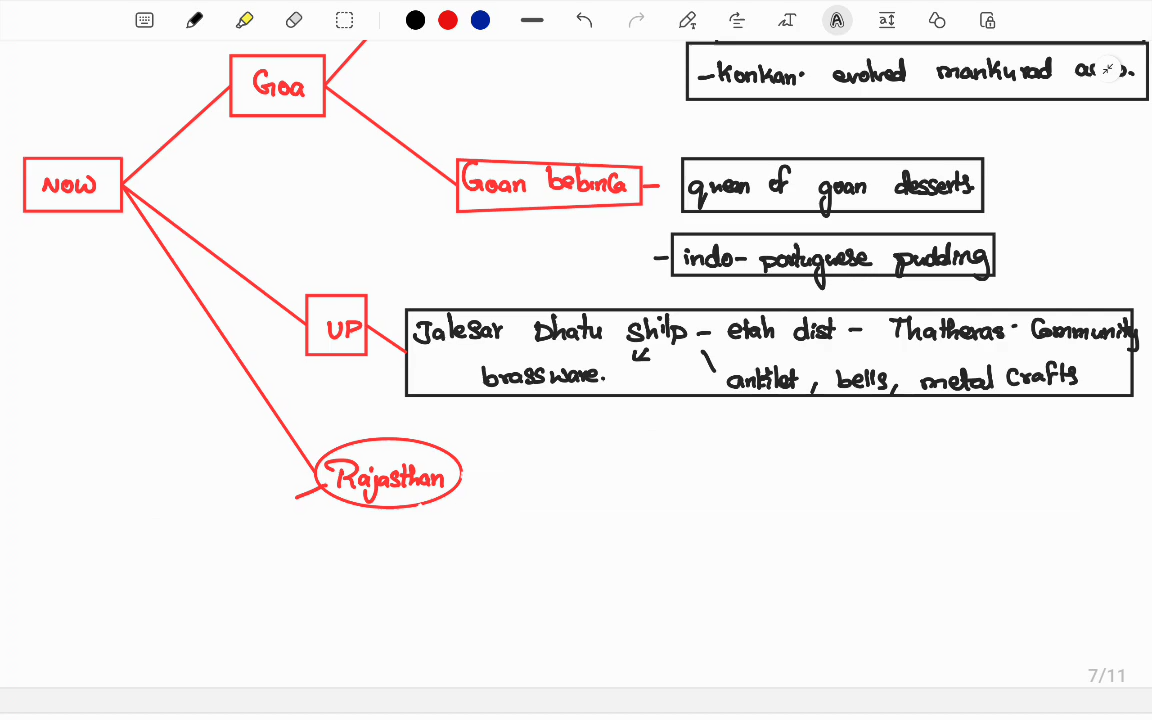 Goa
-Konkan. evolved mankurad
NOW
Goan bebinca - queen of goan desserts.
- indo-portuguese pudding
UP
Jalesar Dhatu Shilp - etah dist - Thatheras. Community
brassware. anklet, bells, metal crafts
Rajasthan
7/11